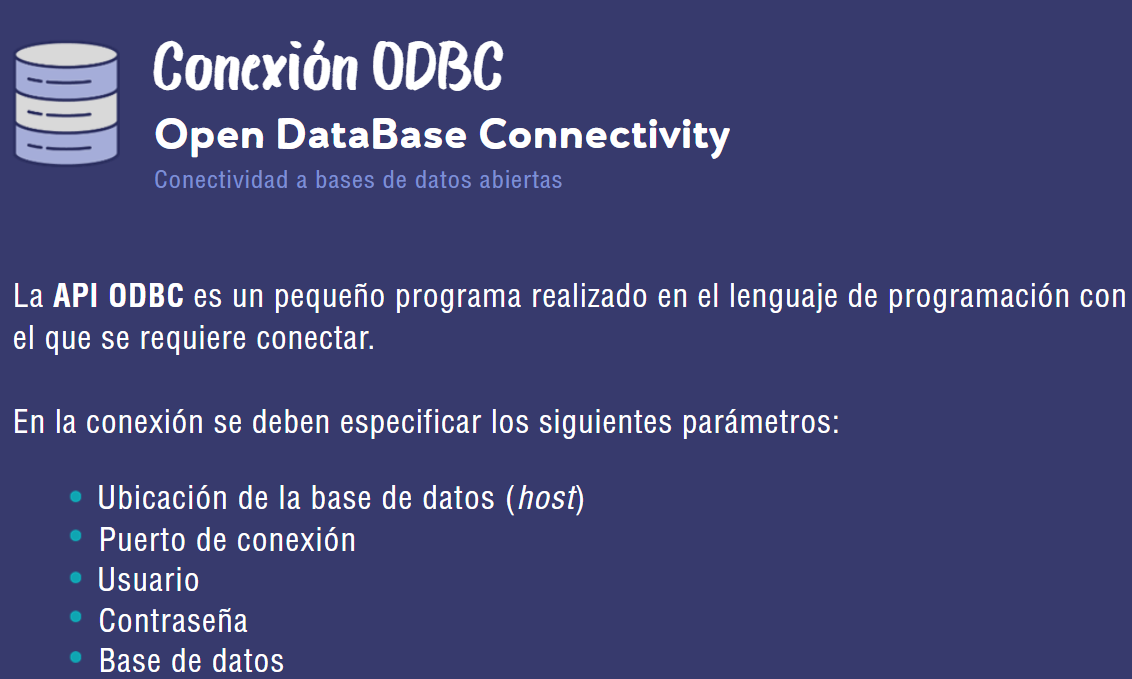 Conexión ODBC
Open DataBase Connectivity
Conectividad a bases de datos abiertas
La API ODBC es un pequeño programa realizado en el lenguaje de programación con
el que se requiere conectar.
En la conexión se deben especificar los siguientes parámetros:
• Ubicación de la base de datos (host)
• Puerto de conexión
• Usuario
• Contraseña
• Base de datos